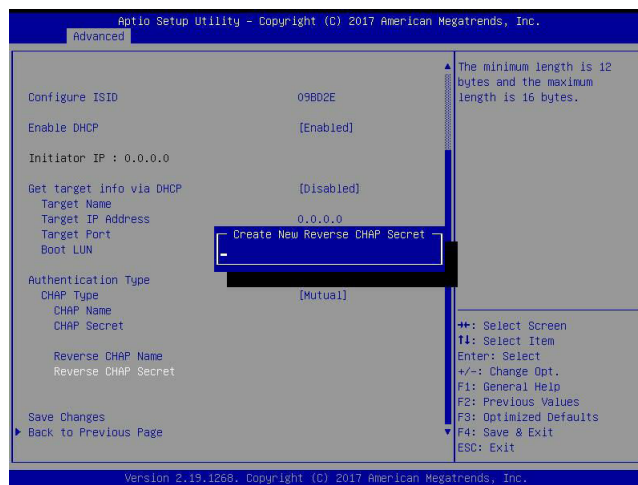 Aptio Setup Utility – Copyright (C) 2017 American Megatrends, Inc.
Advanced
Configure ISID 09BD2E
Enable DHCP [Enabled]
Initiator IP : 0.0.0.0
Get target info via DHCP [Disabled]
Target Name
Target IP Address 0.0.0.0
Target Port
Boot LUN
Create New Reverse CHAP Secret
Authentication Type
CHAP Type [Mutual]
CHAP Name
CHAP Secret
Reverse CHAP Name
Reverse CHAP Secret
Save Changes
Back to Previous Page
The minimum length is 12
bytes and the maximum
length is 16 bytes.
→←: Select Screen
↑↓: Select Item
Enter: Select
+/-: Change Opt.
F1: General Help
F2: Previous Values
F3: Optimized Defaults
F4: Save & Exit
ESC: Exit
Version 2.19.1268. Copyright (C) 2017 American Megatrends, Inc.